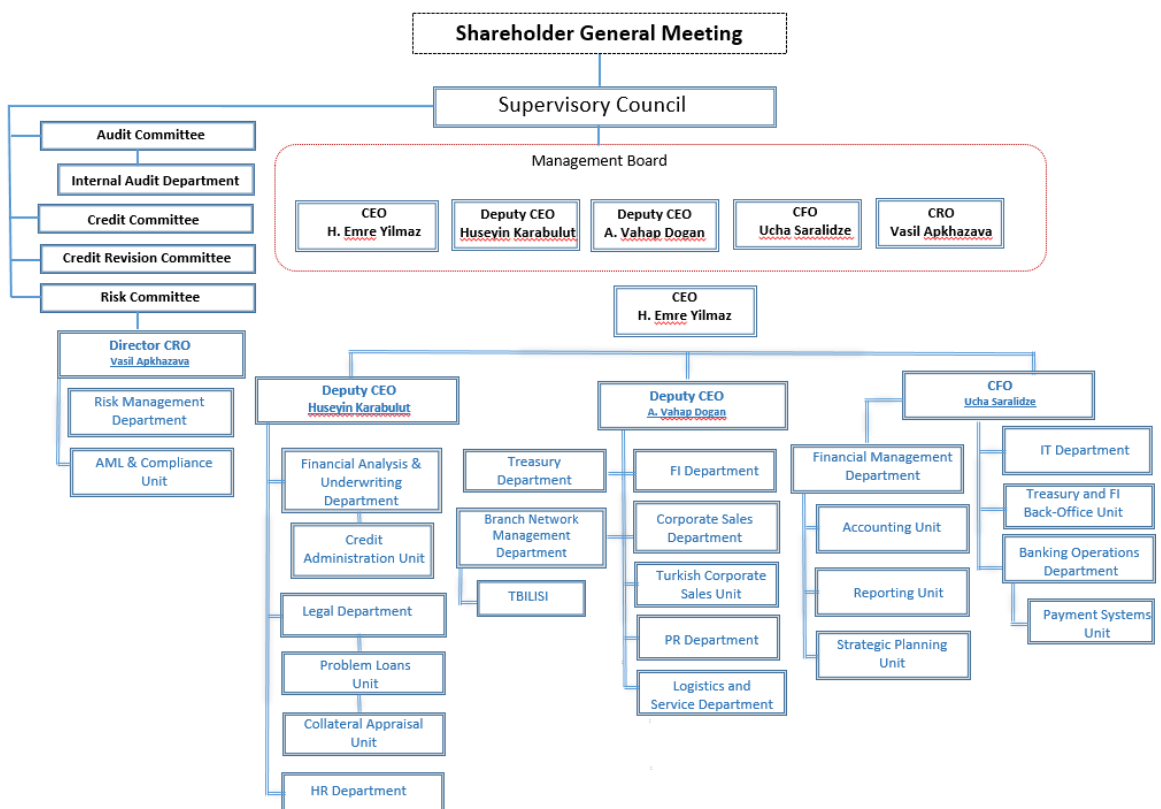 Shareholder General Meeting
Supervisory Council
Audit Committee
Internal Audit Department
Credit Committee
Credit Revision Committee
Risk Committee
Management Board
CEO
H. Emre Yilmaz
Deputy CEO
Huseyin Karabulut
Deputy CEO
A. Vahap Dogan
CFO
Ucha Saralidze
CRO
Vasil Apkhazava
CEO
H. Emre Yilmaz
Director CRO
Vasil Apkhazava
Risk Management
Department
AML & Compliance
Unit
Deputy CEO
Huseyin Karabulut
Financial Analysis &
Underwriting
Department
Credit
Administration Unit
Legal Department
Problem Loans
Unit
Collateral Appraisal
Unit
HR Department
Deputy CEO
A. Vahap Dogan
Treasury
Department
Branch Network
Management
Department
TBILISI
FI Department
Corporate Sales
Department
Turkish Corporate
Sales Unit
PR Department
Logistics and
Service Department
CFO
Ucha Saralidze
Financial Management
Department
Accounting Unit
Reporting Unit
Strategic Planning
Unit
IT Department
Treasury and FI
Back-Office Unit
Banking Operations
Department
Payment Systems
Unit